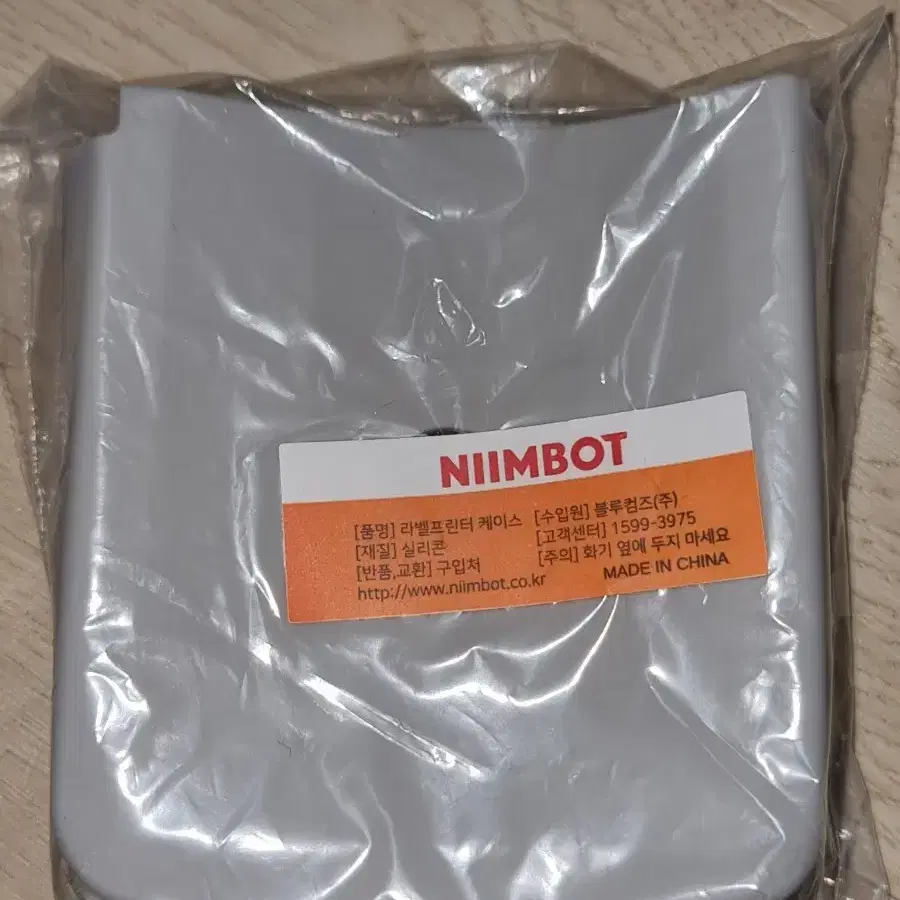 NIIMBOT
[품명] 라벨프린터 케이스 [수입원] 블루컴즈(주)
[재질] 실리콘 [고객센터] 1599-3975
[반품,교환] 구입처 [주의] 화기 옆에 두지 마세요
http://www.niimbot.co.kr MADE IN CHINA